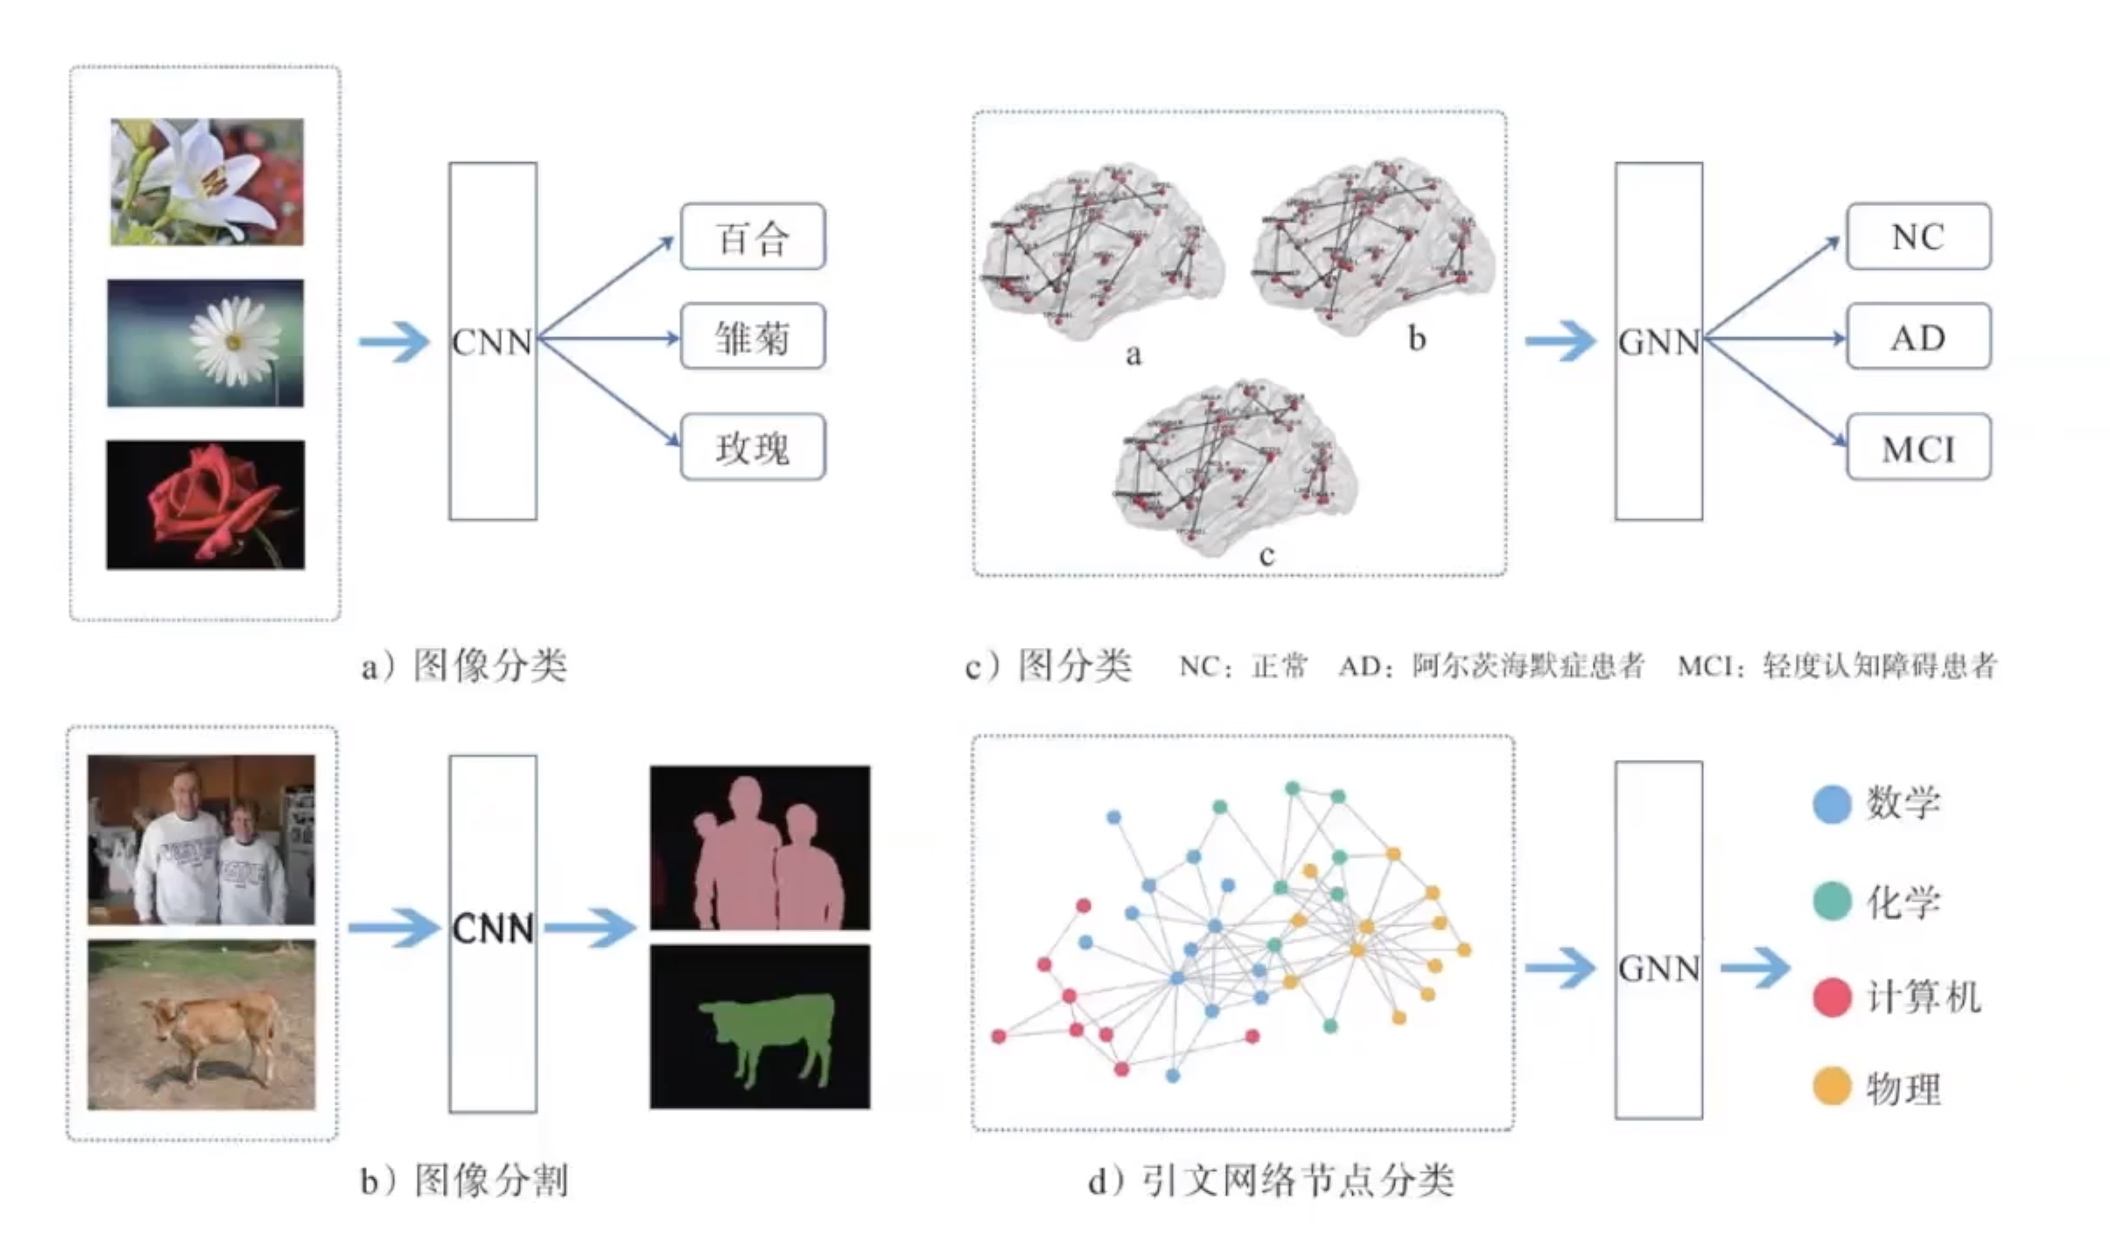 CNN
百合
雏菊
玫瑰
a）图像分类
a
b
c
GNN
NC
AD
MCI
c）图分类 NC：正常 AD：阿尔茨海默症患者 MCI：轻度认知障碍患者
CNN
b）图像分割
GNN
数学
化学
计算机
物理
d）引文网络节点分类